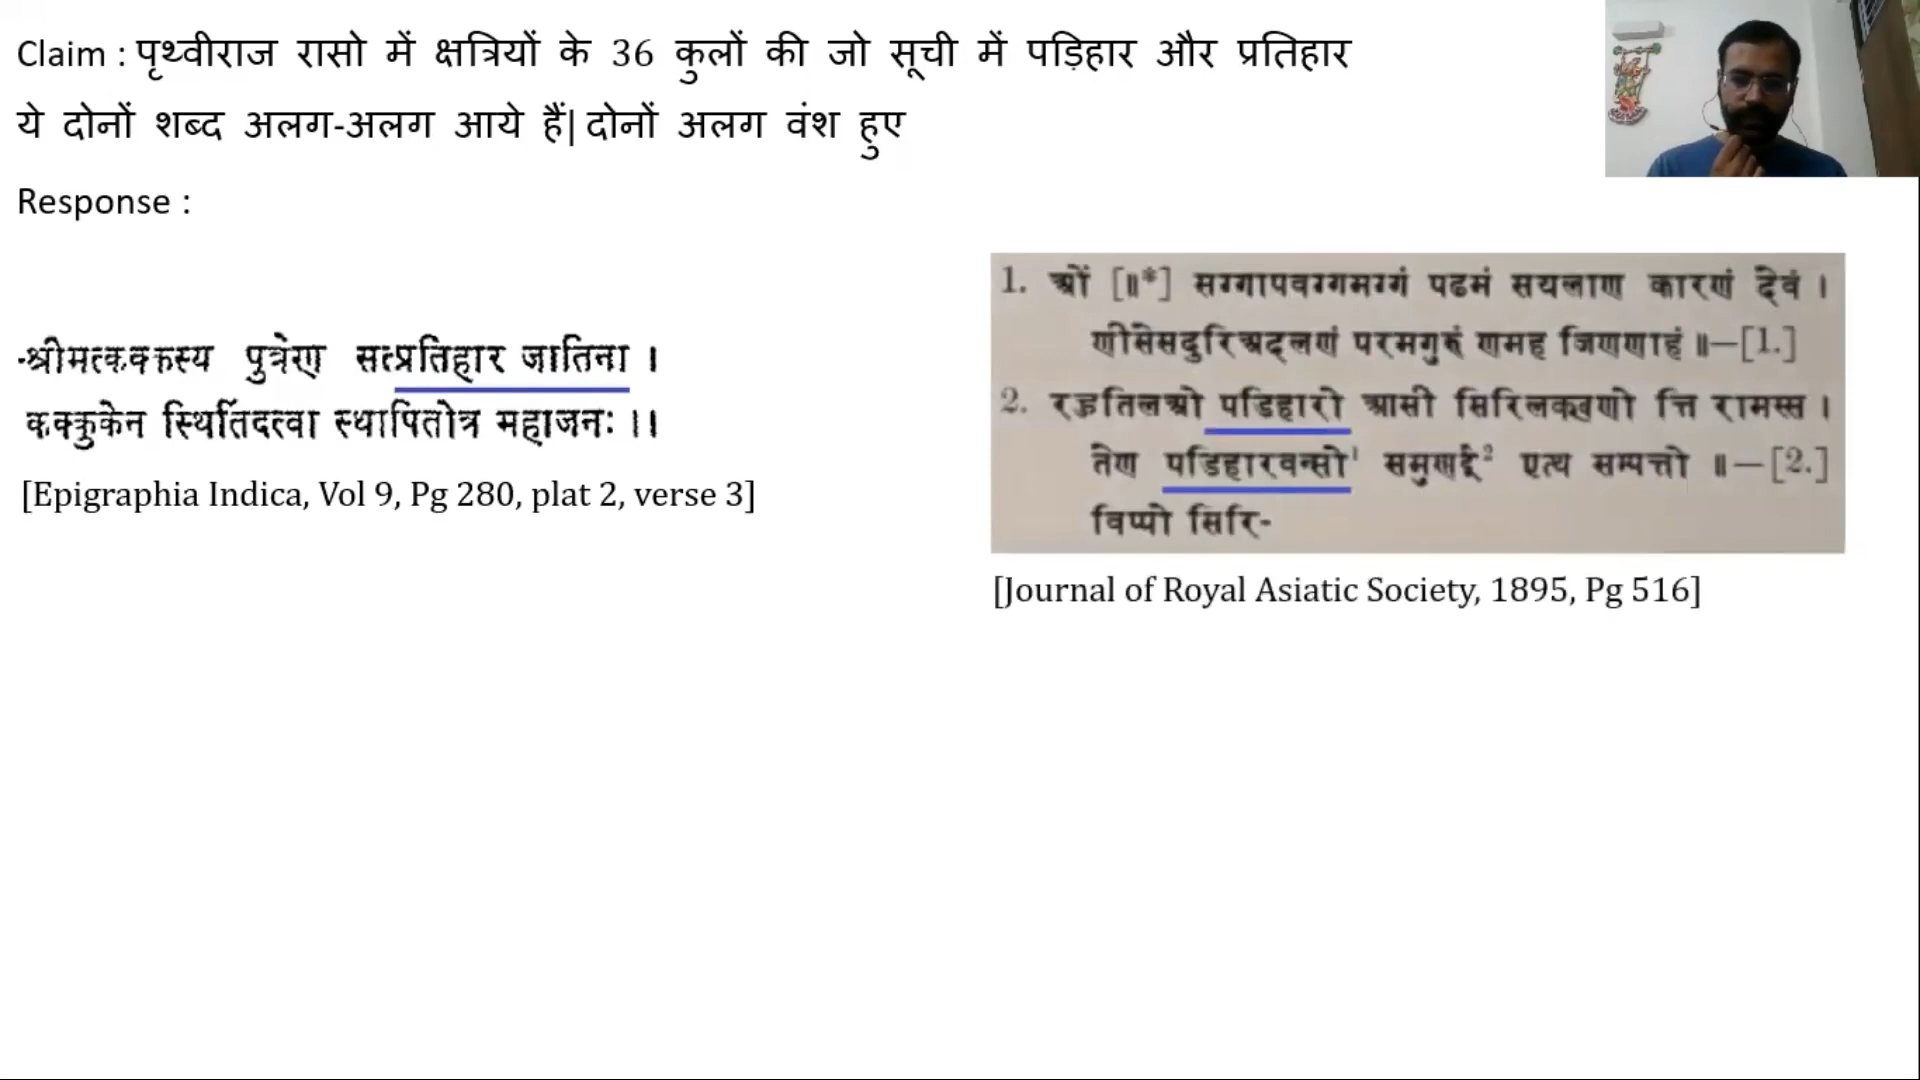 Claim : पृथ्वीराज रासो में क्षत्रियों के 36 कुलों की जो सूची में पड़िहार और प्रतिहार
ये दोनों शब्द अलग-अलग आये हैं| दोनों अलग वंश हुए
Response :
-श्रीमत्कक्कस्य पुत्रेण सत्प्रतिहार जातिना ।
कक्कुकेन स्थितिंदत्वा स्थापितोत्र महाजनः ।।
[Epigraphia Indica, Vol 9, Pg 280, plat 2, verse 3]
1. ओं [॥*] सग्गापवग्गमग्गं पढमं सयलाण कारणं देवं ।
णीसेसदुरिअदलणं परमगुरुं णमह जिणणाहं ॥—[1.]
2. रहुतिलओ पडिहारो आसी सिरिलक्खणो त्ति रामस्स ।
तेण पडिहारवन्सो¹ समुणईं² एत्थ सम्पत्तो ॥—[2.]
विप्पो सिरि-
[Journal of Royal Asiatic Society, 1895, Pg 516]